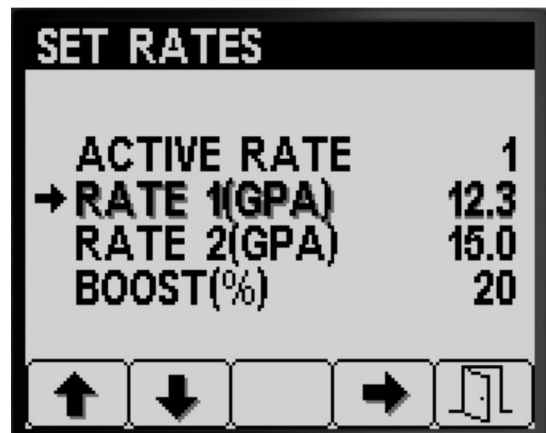 SET RATES
ACTIVE RATE 1
RATE 1(GPA) 12.3
RATE 2(GPA) 15.0
BOOST(%) 20